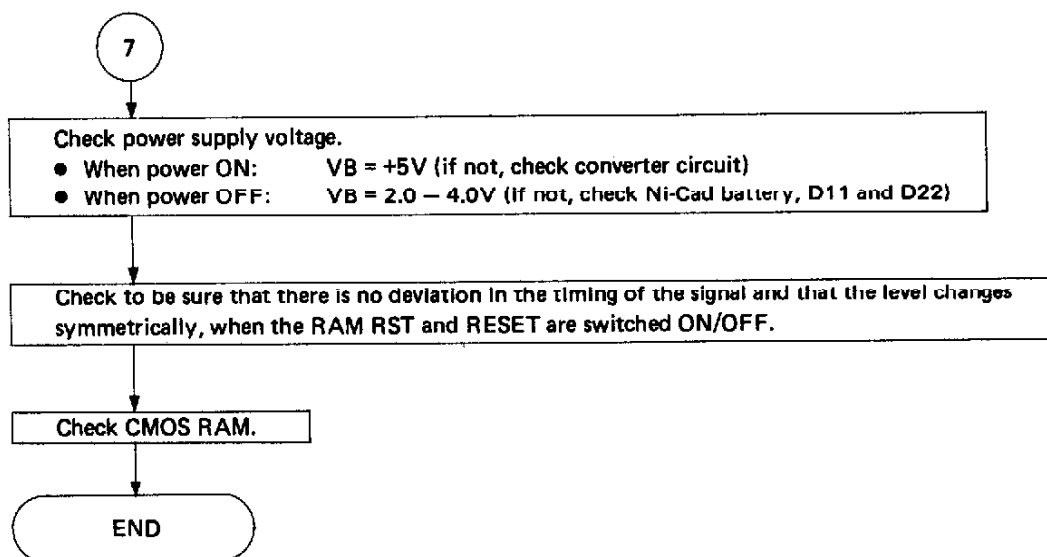 7
Check power supply voltage.
● When power ON: VB = +5V (if not, check converter circuit)
● When power OFF: VB = 2.0 – 4.0V (if not, check Ni-Cad battery, D11 and D22)
Check to be sure that there is no deviation in the timing of the signal and that the level changes
symmetrically, when the RAM RST and RESET are switched ON/OFF.
Check CMOS RAM.
END